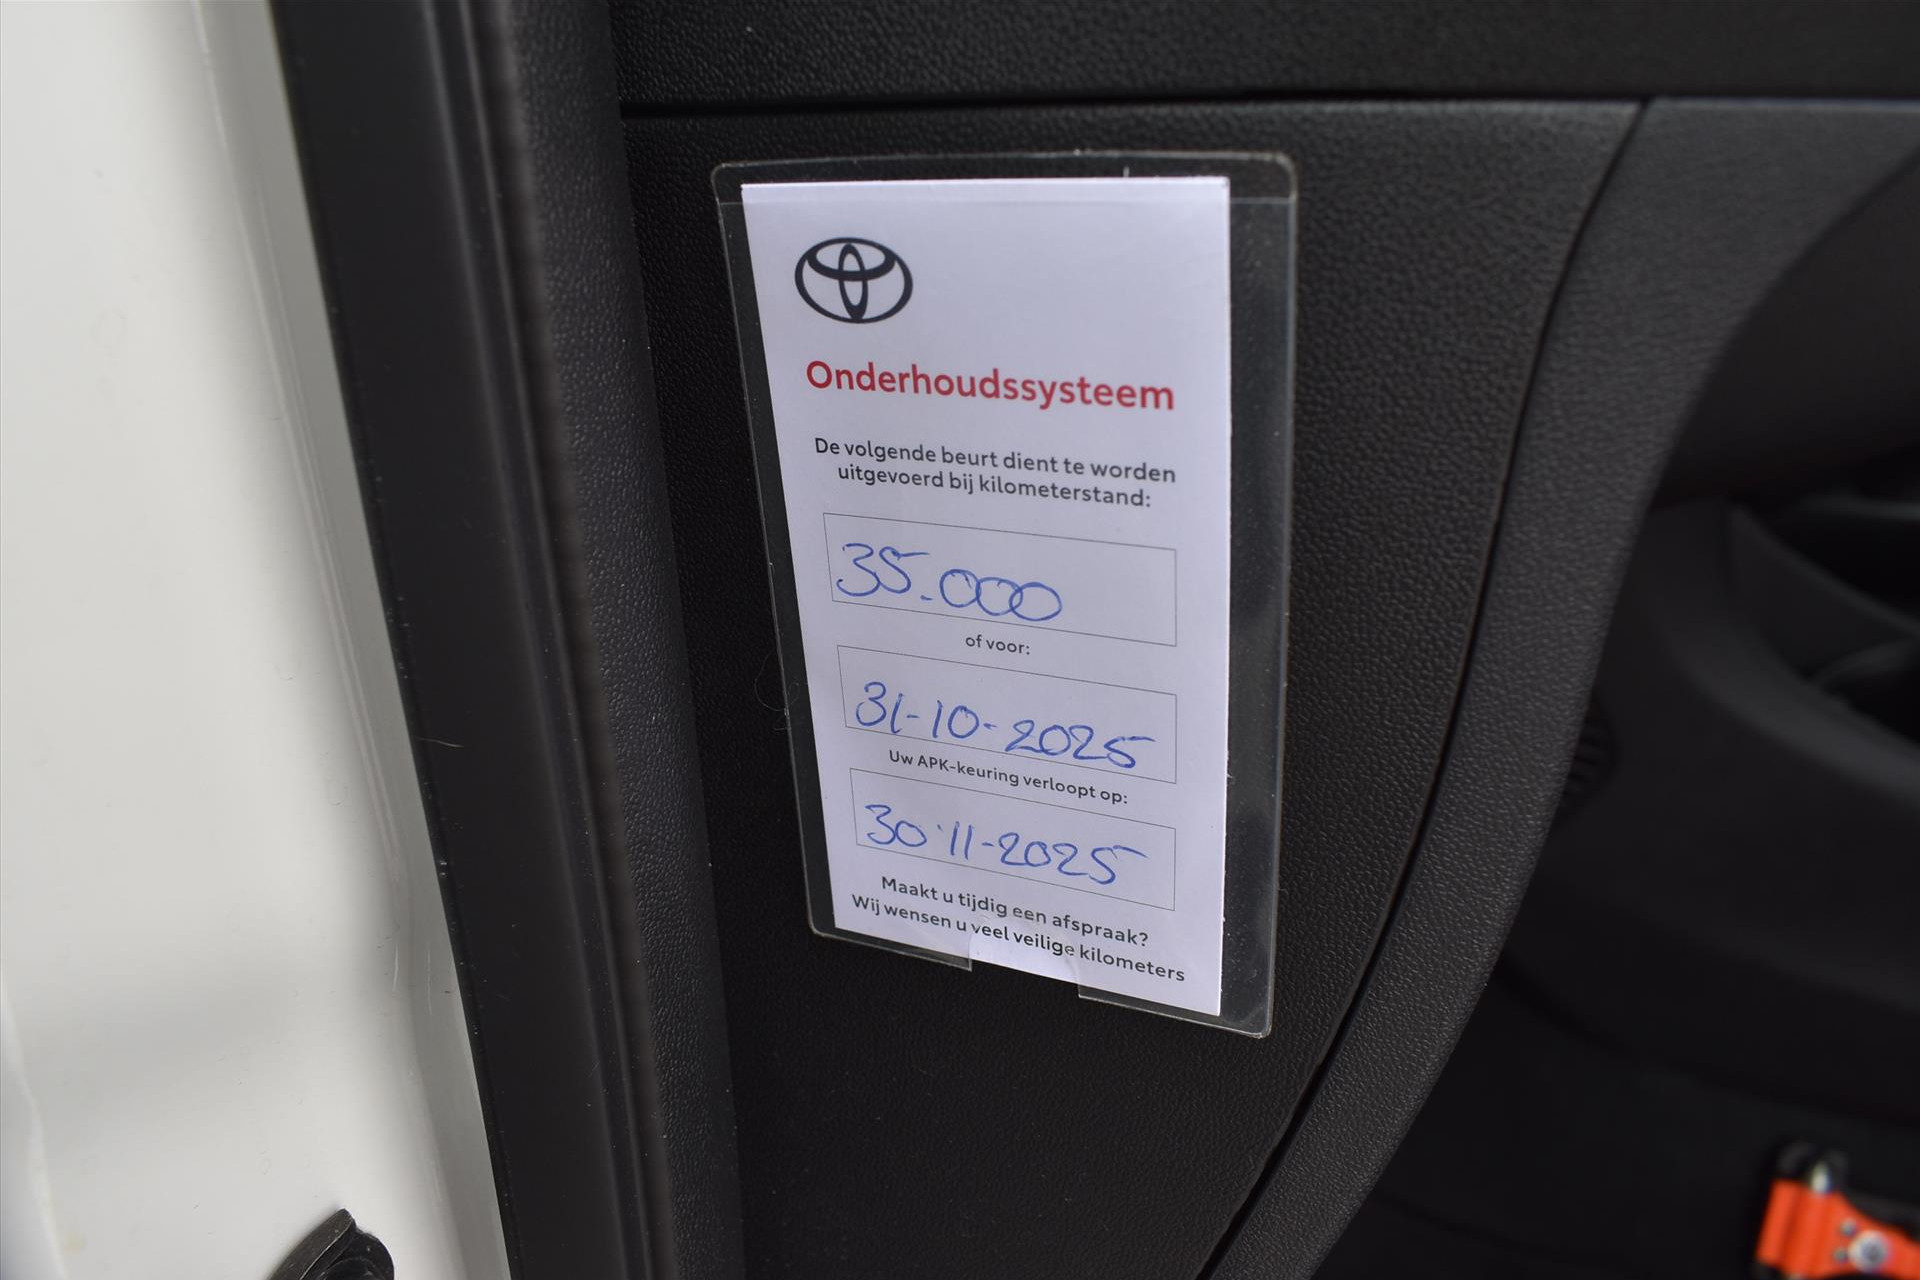 Onderhoudssysteem
De volgende beurt dient te worden
uitgevoerd bij kilometerstand:
35.000
of voor:
31-10-2025
Uw APK-keuring verloopt op:
30-11-2025
Maakt u tijdig een afspraak?
Wij wensen u veel veilige kilometers